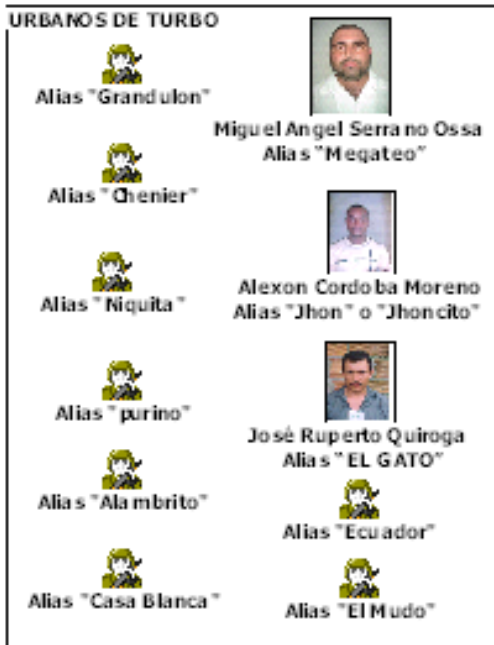 URBANOS DE TURBO
Alias "Grandulon"
Alias "Chenier"
Alias "Niquita"
Alias "purino"
Alias "Alambrito"
Alias "Casa Blanca"
Miguel Angel Serrano Ossa
Alias "Megateo"
Alexon Cordoba Moreno
Alias "Jhon" o "Jhoncito"
José Ruperto Quiroga
Alias "EL GATO"
Alias "Ecuador"
Alias "El Mudo"